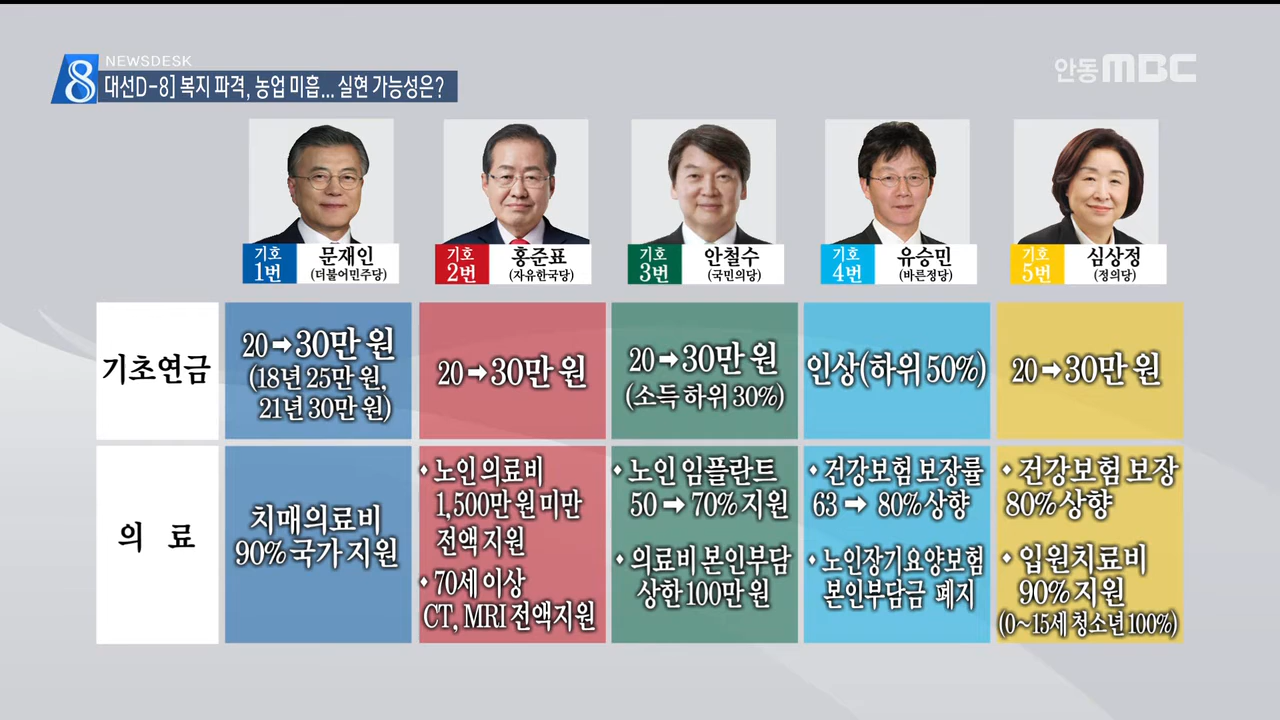 NEWSDESK
8
대선D-8] 복지 파격, 농업 미흡... 실현 가능성은?
안동MBC
기호 1번 문재인 (더불어민주당)
기호 2번 홍준표 (자유한국당)
기호 3번 안철수 (국민의당)
기호 4번 유승민 (바른정당)
기호 5번 심상정 (정의당)
기초연금
20➡30만 원
(18년 25만 원,
21년 30만 원)
20➡30만 원
20➡30만 원
(소득 하위 30%)
인상(하위 50%)
20➡30만 원
의 료
치매의료비
90% 국가 지원
• 노인 의료비
1,500만 원 미만
전액 지원
• 70세 이상
CT, MRI 전액지원
• 노인 임플란트
50 ➡ 70% 지원
• 의료비 본인부담
상한 100만 원
• 건강보험 보장률
63 ➡ 80% 상향
• 노인장기요양보험
본인부담금 폐지
• 건강보험 보장
80% 상향
• 입원치료비
90% 지원
(0~15세 청소년 100%)